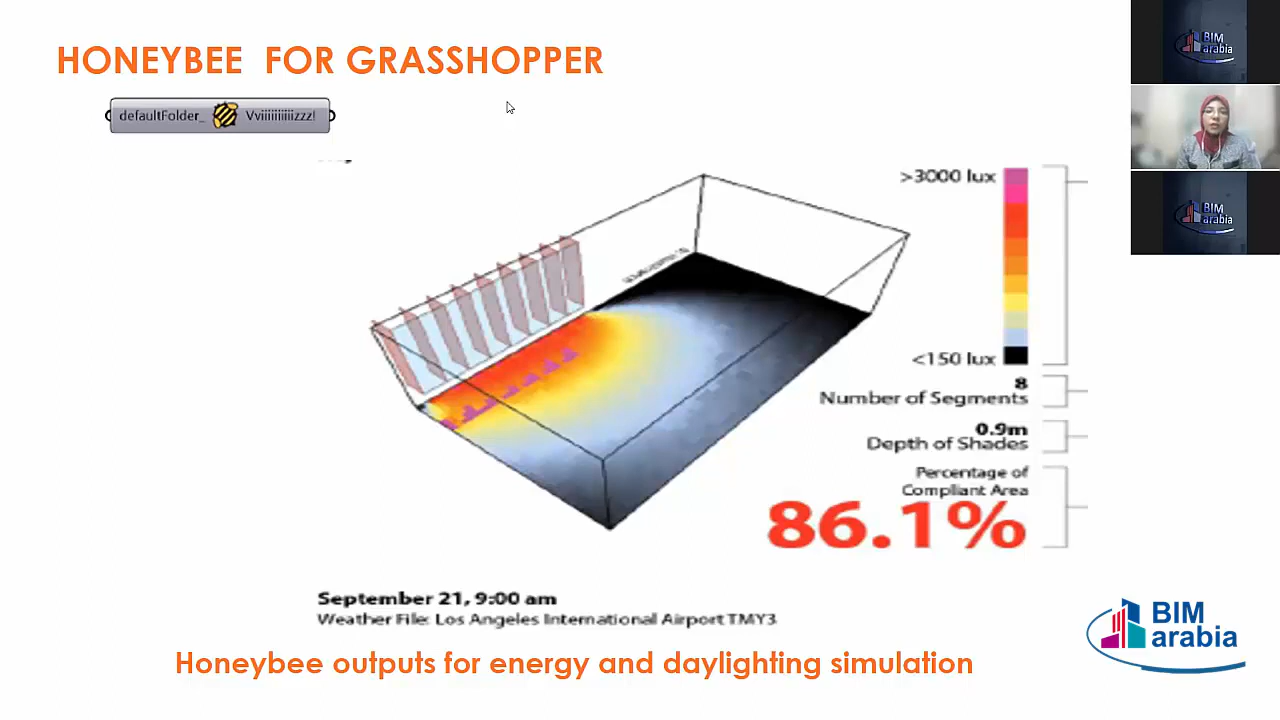 HONEYBEE FOR GRASSHOPPER
defaultFolder_ Vviiiiiiiiiizzz!
>3000 lux
<150 lux
8
Number of Segments
0.9m
Depth of Shades
Percentage of
Compliant Area
86.1%
September 21, 9:00 am
Weather File: Los Angeles International Airport TMY3
Honeybee outputs for energy and daylighting simulation
BIM
arabia
BIM
arabia
BIM
arabia